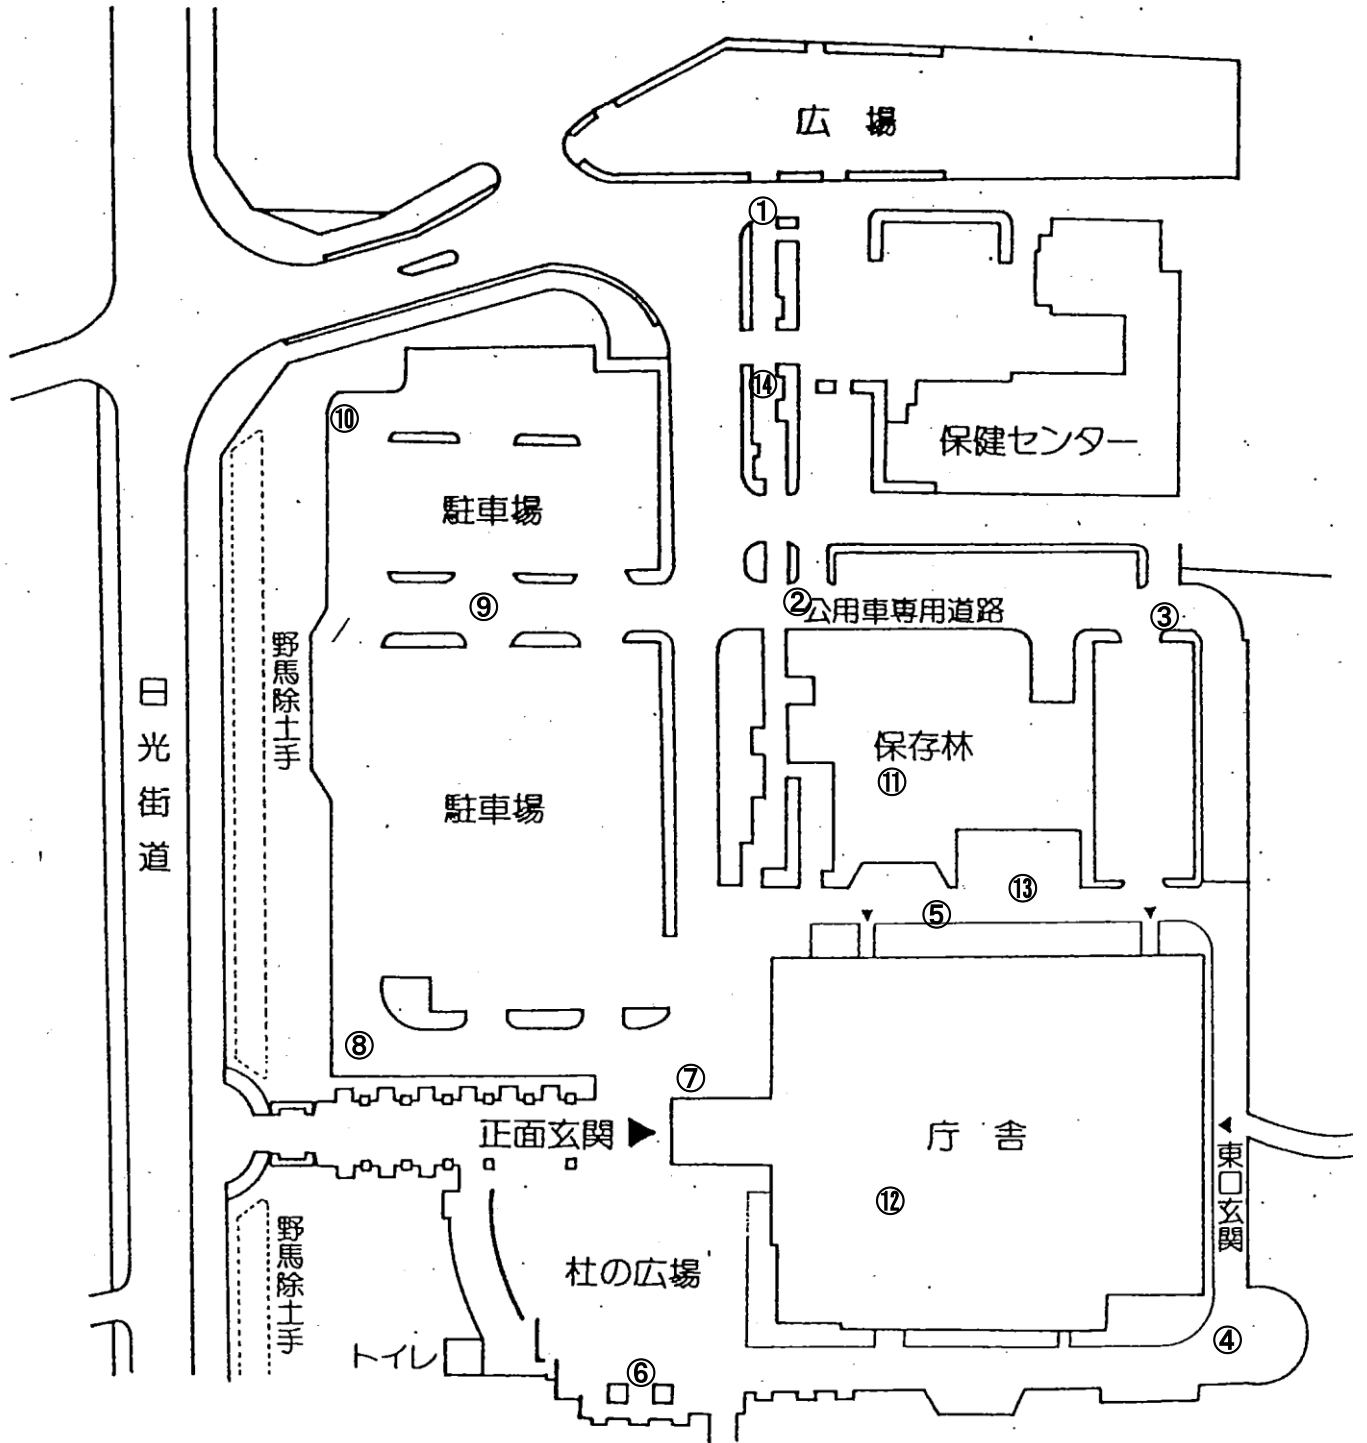 広 場
①
⑭
⑩
保健センター
駐車場
②
公用車専用道路
③
⑨
野馬除土手
日光街道
保存林
⑪
駐車場
⑬
⑤
⑧
⑦
正面玄関
庁 舎
東口玄関
⑫
野馬除土手
杜の広場
トイレ
④
⑥